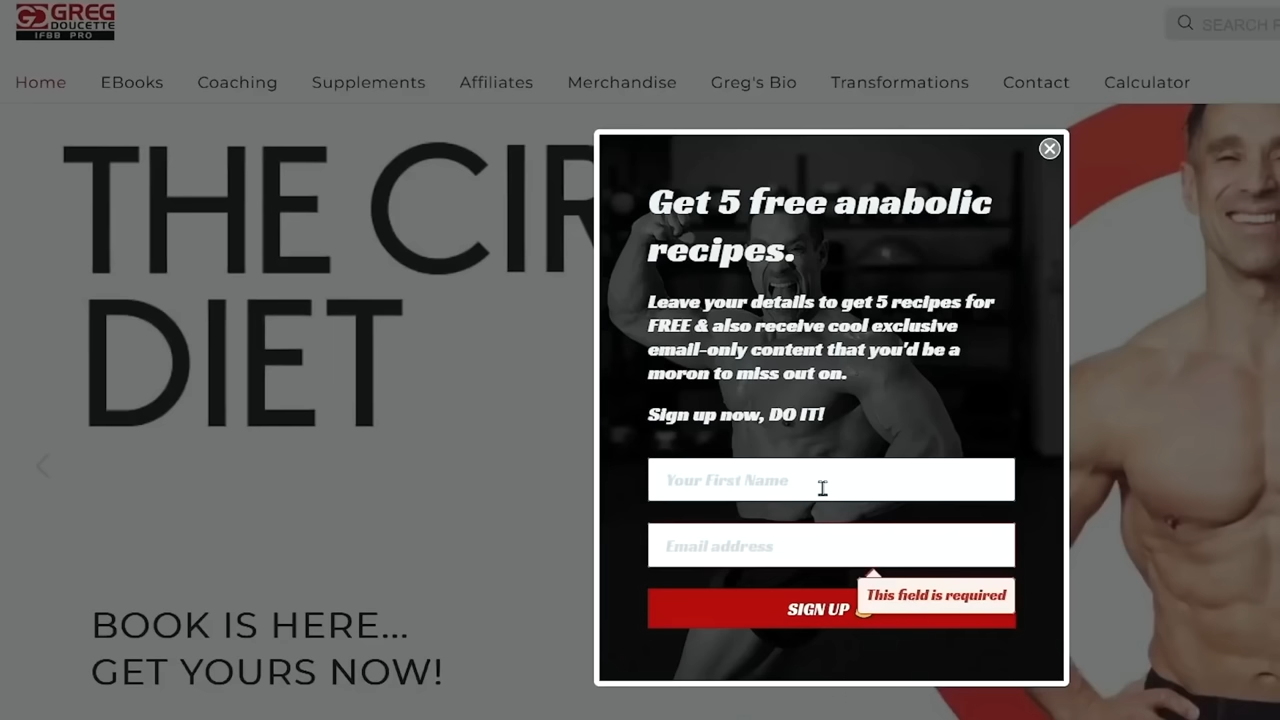 GREG
DOUCETTE
IFBB PRO
SEARCH
Home EBooks Coaching Supplements Affiliates Merchandise Greg's Bio Transformations Contact Calculator
THE CIR
DIET
BOOK IS HERE...
GET YOURS NOW!
Get 5 free anabolic
recipes.
Leave your details to get 5 recipes for
FREE & also receive cool exclusive
email-only content that you'd be a
moron to miss out on.
Sign up now, DO IT!
Your First Name
Email address
This field is required
SIGN UP